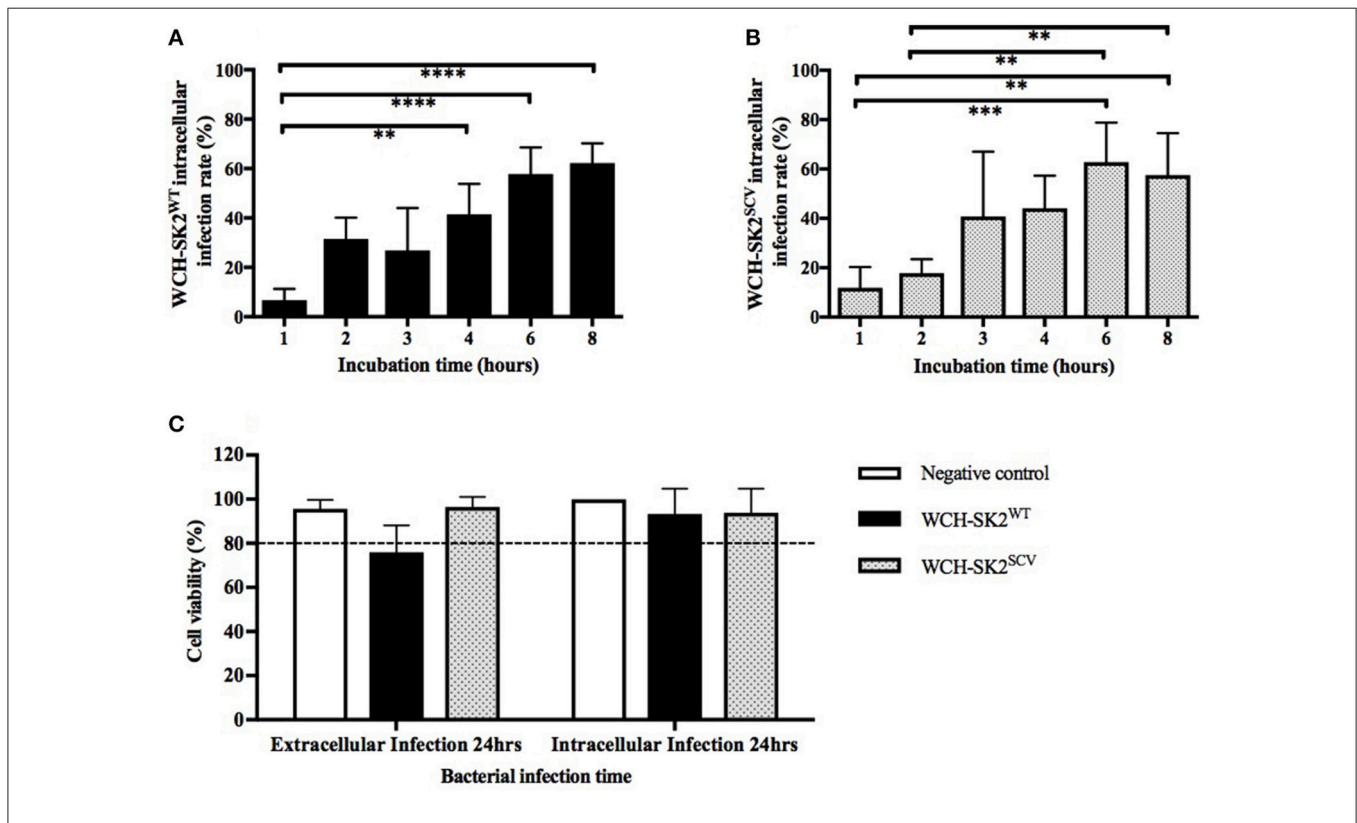 A
WCH-SK2WT intracellular
infection rate (%)
100
80
60
40
20
0
****
****
**
1 2 3 4 6 8
Incubation time (hours)
B
WCH-SK2SCV intracellular
infection rate (%)
100
80
60
40
20
0
**
**
**
***
1 2 3 4 6 8
Incubation time (hours)
C
Cell viability (%)
120
100
80
60
40
20
0
Extracellular Infection 24hrs Intracellular Infection 24hrs
Bacterial infection time
Negative control
WCH-SK2WT
WCH-SK2SCV